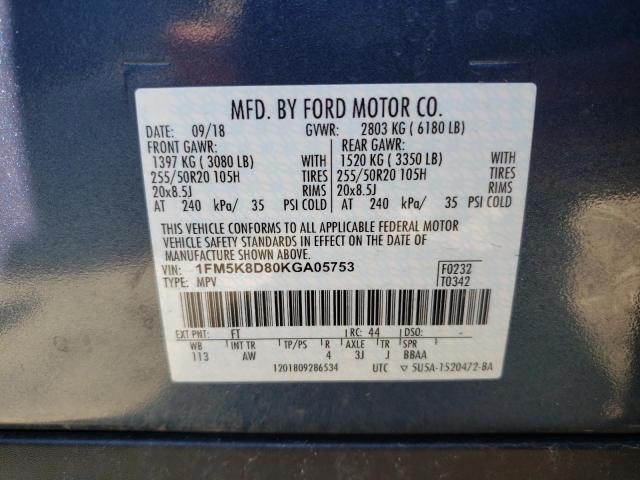 MFD. BY FORD MOTOR CO.
DATE: 09/18 GVWR: 2803 KG ( 6180 LB)
FRONT GAWR: REAR GAWR:
1397 KG ( 3080 LB) WITH 1520 KG ( 3350 LB) WITH
255/50R20 105H TIRES 255/50R20 105H TIRES
20x8.5J RIMS 20x8.5J RIMS
AT 240 kPa/ 35 PSI COLD AT 240 kPa/ 35 PSI COLD
THIS VEHICLE CONFORMS TO ALL APPLICABLE FEDERAL MOTOR
VEHICLE SAFETY STANDARDS IN EFFECT ON THE DATE OF
MANUFACTURE SHOWN ABOVE.
VIN: 1FM5K8D80KGA05753 F0232
TYPE: MPV T0342
EXT PNT: FT RC: 44 DSO: -
WB INT TR TP/PS R AXLE TR SPR
113 AW 4 3J J BBAA
1201809286534 UTC ▽ 5U5A-1520472-BA